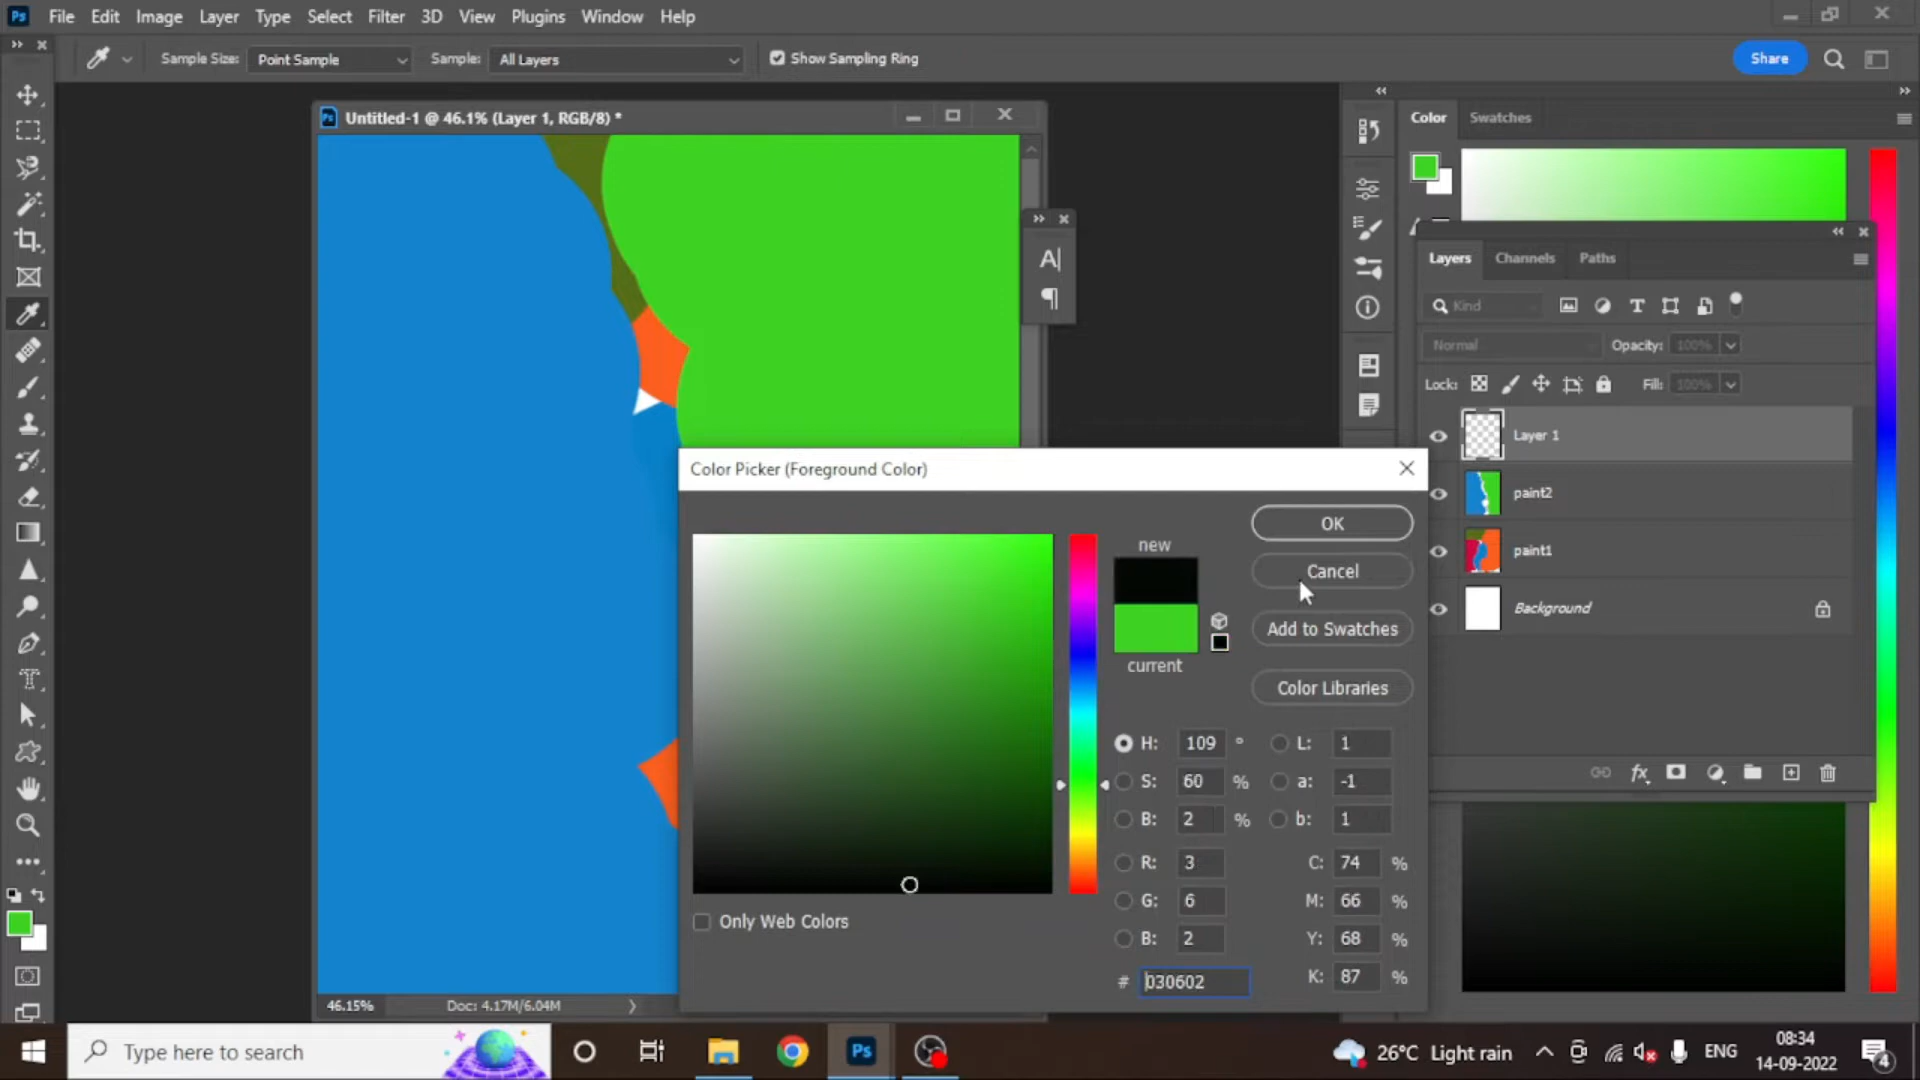 Ps File Edit Image Layer Type Select Filter 3D View Plugins Window Help
Sample Size: Point Sample Sample: All Layers Show Sampling Ring Share
Untitled-1 @ 46.1% (Layer 1, RGB/8) *
Color Swatches
Layers Channels Paths
Kind
Normal Opacity: 100%
Lock: Fill: 100%
Layer 1
paint2
paint1
Background
Color Picker (Foreground Color)
new
current
OK
Cancel
Add to Swatches
Color Libraries
H: 109 ° L: 1
S: 60 % a: -1
B: 2 % b: 1
R: 3 C: 74 %
G: 6 M: 66 %
B: 2 Y: 68 %
# 030602 K: 87 %
Only Web Colors
46.15% Doc: 4.17M/6.04M
Type here to search
Ps
26°C Light rain
ENG
08:34
14-09-2022
4